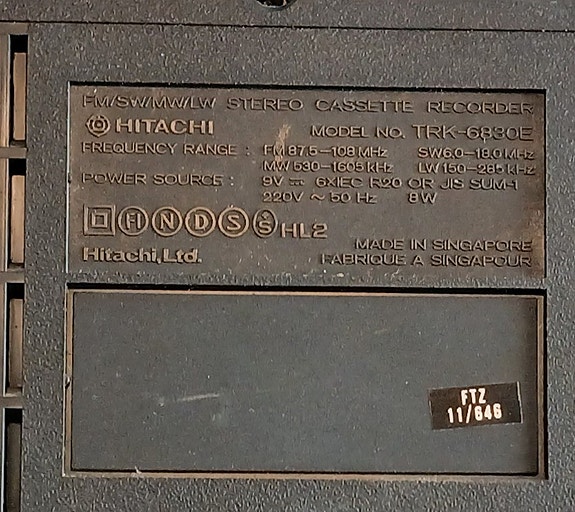 FM/SW/MW/LW STEREO CASSETTE RECORDER
HITACHI MODEL NO. TRK-6830E
FREQUENCY RANGE : FM 87.5-108 MHz SW6.0-18.0 MHz
MW 530-1605 kHz LW 150-285 kHz
POWER SOURCE : 9V ⎓ 6XIEC R20 OR JIS SUM-1
220V ~ 50 Hz 8W
FI N D S S HL2
Hitachi, Ltd. MADE IN SINGAPORE
FABRIQUE A SINGAPOUR
FTZ
11/646